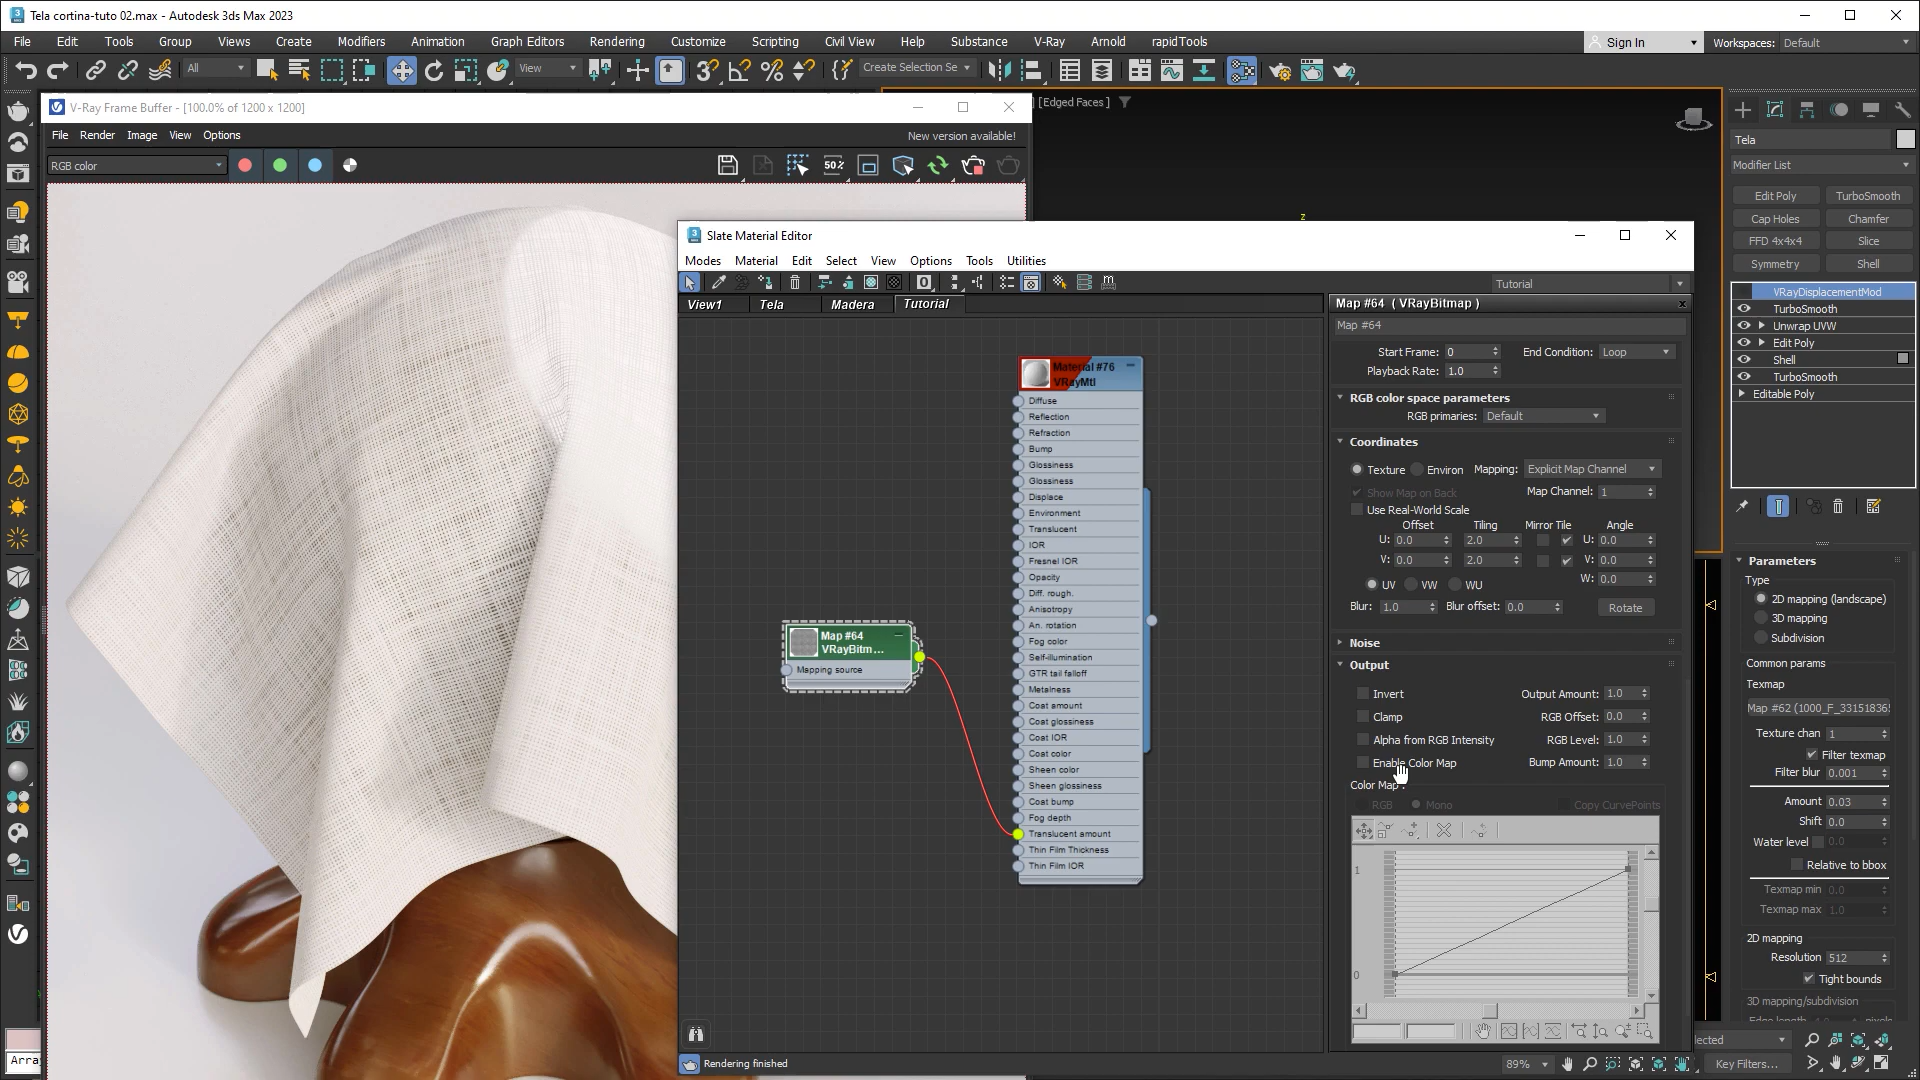 Tela cortina-tuto 02.max - Autodesk 3ds Max 2023
File Edit Tools Group Views Create Modifiers Animation Graph Editors Rendering Customize Scripting Civil View Help Substance V-Ray Arnold rapidTools
Sign In
Workspaces: Default
All
View
Create Selection Se
V-Ray Frame Buffer - [100.0% of 1200 x 1200]
] [Edged Faces ]
File Render Image View Options
New version available!
RGB color
50%
z
Slate Material Editor
Modes Material Edit Select View Options Tools Utilities
Tutorial
View1 Tela Madera Tutorial
Material #76
VRayMtl
Diffuse
Reflection
Refraction
Bump
Glossiness
Glossiness
Displace
Environment
Translucent
IOR
Fresnel IOR
Opacity
Diff. rough.
Anisotropy
An. rotation
Fog color
Self-illumination
GTR tail falloff
Metalness
Coat amount
Coat glossiness
Coat IOR
Coat color
Sheen color
Sheen glossiness
Coat bump
Fog depth
Translucent amount
Thin Film Thickness
Thin Film IOR
Map #64
VRayBitm...
Mapping source
Map #64 ( VRayBitmap )
Map #64
Start Frame: 0 End Condition: Loop
Playback Rate: 1.0
RGB color space parameters
RGB primaries: Default
Coordinates
Texture Environ Mapping: Explicit Map Channel
Show Map on Back Map Channel: 1
Use Real-World Scale
Offset Tiling Mirror Tile Angle
U: 0.0 2.0 U: 0.0
V: 0.0 2.0 V: 0.0
W: 0.0
UV VW WU
Blur: 1.0 Blur offset: 0.0 Rotate
Noise
Output
Invert Output Amount: 1.0
Clamp RGB Offset: 0.0
Alpha from RGB Intensity RGB Level: 1.0
Enable Color Map Bump Amount: 1.0
Color Map :
RGB Mono Copy CurvePoints
1
0
Rendering finished
89%
Tela
Modifier List
Edit Poly TurboSmooth
Cap Holes Chamfer
FFD 4x4x4 Slice
Symmetry Shell
VRayDisplacementMod
TurboSmooth
Unwrap UVW
Edit Poly
Shell
TurboSmooth
Editable Poly
Parameters
Type
2D mapping (landscape)
3D mapping
Subdivision
Common params
Texmap
Map #62 (1000_F_331518365
Texture chan 1
Filter texmap
Filter blur 0.001
Amount 0.03
Shift 0.0
Water level 0.0
Relative to bbox
Texmap min 0.0
Texmap max 1.0
2D mapping
Resolution 512
Tight bounds
3D mapping/subdivision
lected
Key Filters...
Arra